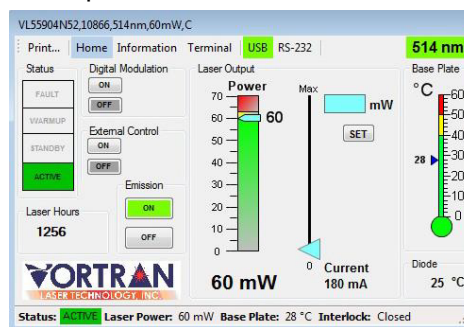 VL55904N52,10866,514nm,60mW,C
Print... Home Information Terminal USB RS-232 514 nm
Status
FAULT
WARMUP
STANDBY
ACTIVE
Laser Hours
1256
Digital Modulation
ON
OFF
External Control
ON
OFF
Emission
ON
OFF
Laser Output
Power
70
60
50
40
30
20
10
0
60
60 mW
Max
0
mW
SET
Current
180 mA
Base Plate
°C
60
50
40
30
20
10
0
28
Diode
25 °C
VORTRAN
LASER TECHNOLOGY, INC.
Status: ACTIVE Laser Power: 60 mW Base Plate: 28 °C Interlock: Closed